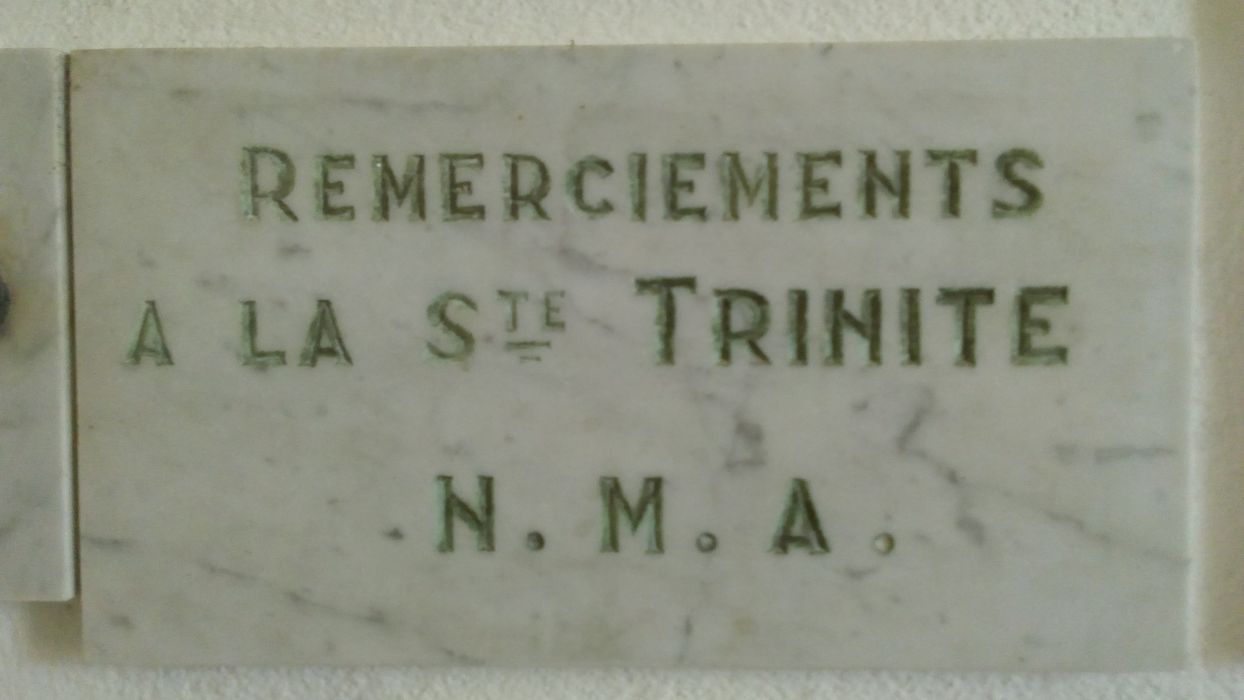 REMERCIEMENTS
A LA STE TRINITE
N. M. A.